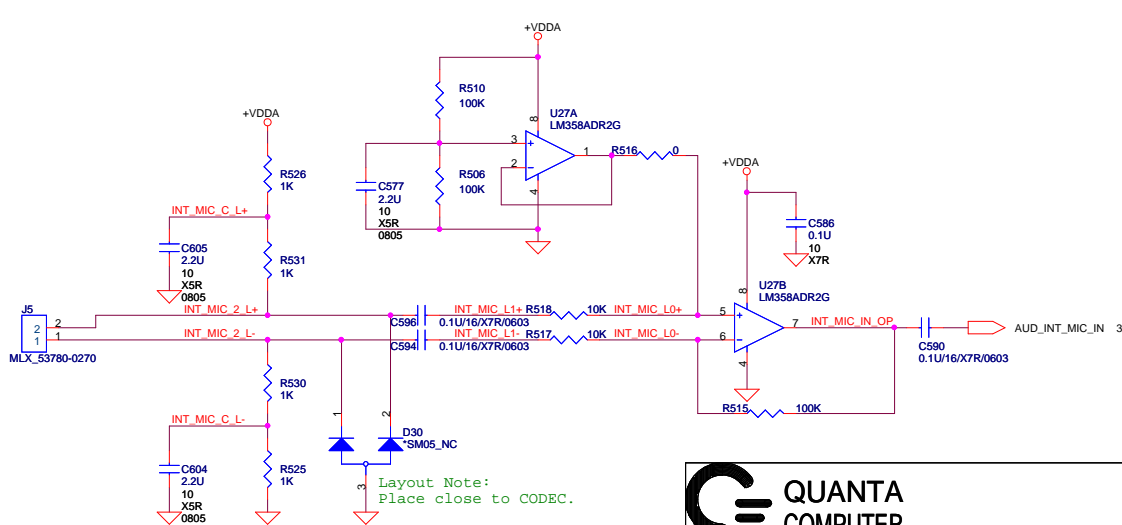 +VDDA
R510
100K
U27A
LM358ADR2G
8
3
+
2
-
1
4
R516
0
R506
100K
C577
2.2U
10
X5R
0805
+VDDA
R526
1K
INT_MIC_C_L+
C605
2.2U
10
X5R
0805
R531
1K
+VDDA
C586
0.1U
10
X7R
U27B
LM358ADR2G
8
J5
2
1
2
1
MLX_53780-0270
INT_MIC_2_L+
INT_MIC_2_L-
C596
0.1U/16/X7R/0603
C594
0.1U/16/X7R/0603
INT_MIC_L1+
INT_MIC_L1-
R518
10K
R517
10K
INT_MIC_L0+
INT_MIC_L0-
5
+
6
-
7
4
INT_MIC_IN_OP
C590
0.1U/16/X7R/0603
AUD_INT_MIC_IN 3
R515
100K
R530
1K
INT_MIC_C_L-
C604
2.2U
10
X5R
0805
R525
1K
1
2
D30
*SM05_NC
3
Layout Note:
Place close to CODEC.
QUANTA
COMPUTER